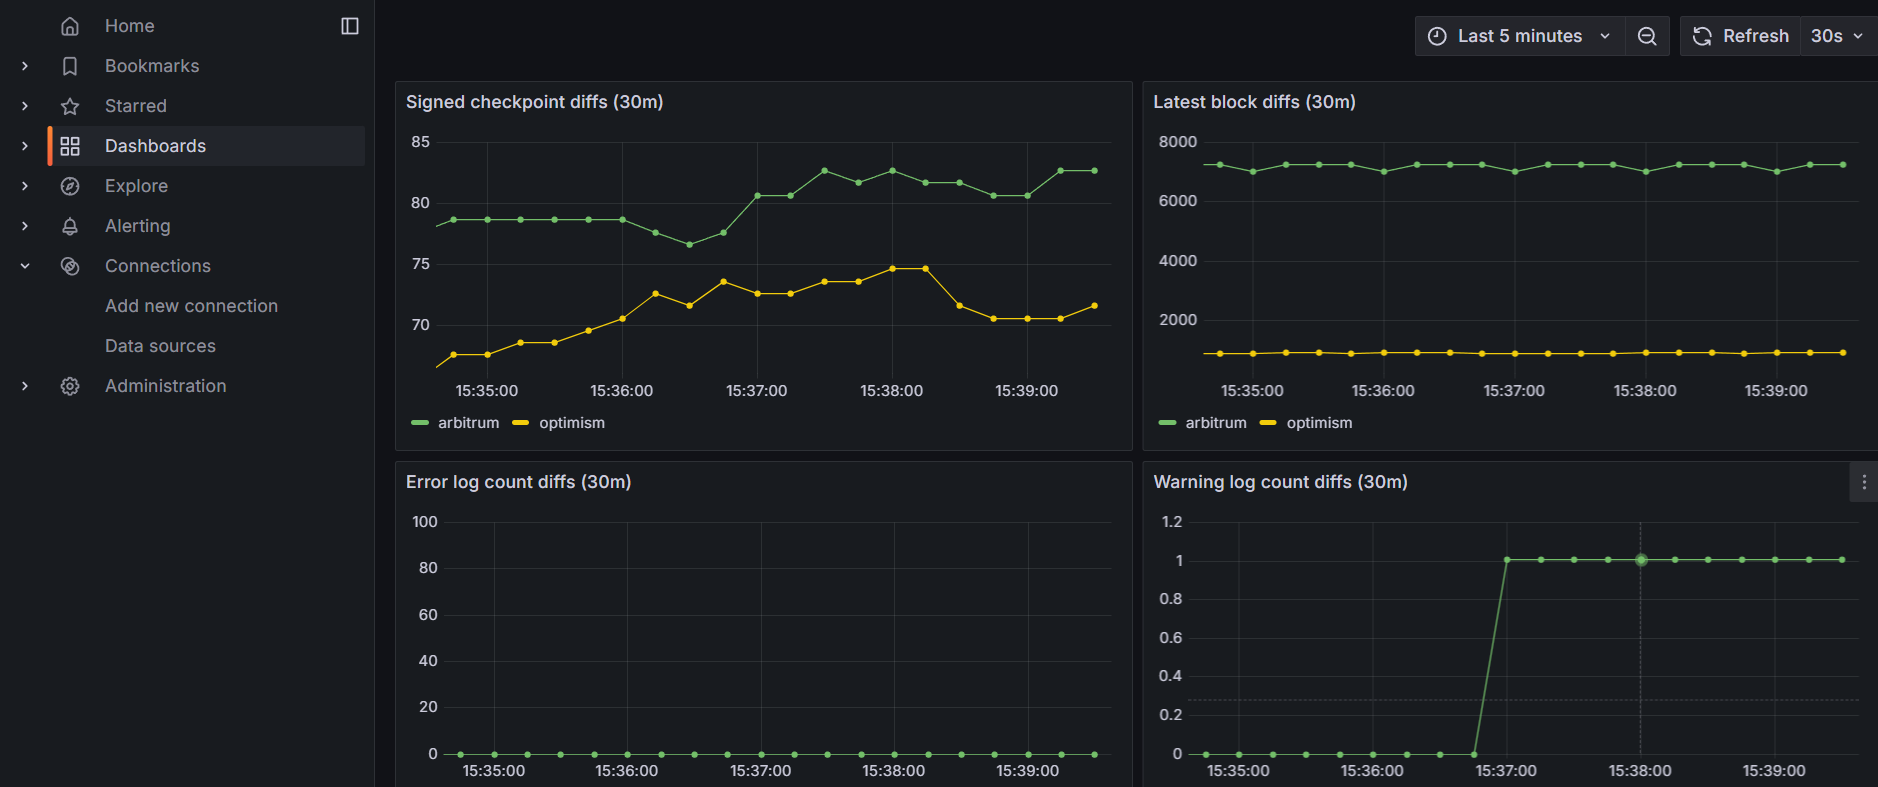 Home
Bookmarks
Starred
Dashboards
Explore
Alerting
Connections
Add new connection
Data sources
Administration
Last 5 minutes
Refresh
30s
Signed checkpoint diffs (30m)
85
80
75
70
15:35:00 15:36:00 15:37:00 15:38:00 15:39:00
arbitrum optimism
Latest block diffs (30m)
8000
6000
4000
2000
15:35:00 15:36:00 15:37:00 15:38:00 15:39:00
arbitrum optimism
Error log count diffs (30m)
100
80
60
40
20
0
15:35:00 15:36:00 15:37:00 15:38:00 15:39:00
Warning log count diffs (30m)
1.2
1
0.8
0.6
0.4
0.2
0
15:35:00 15:36:00 15:37:00 15:38:00 15:39:00